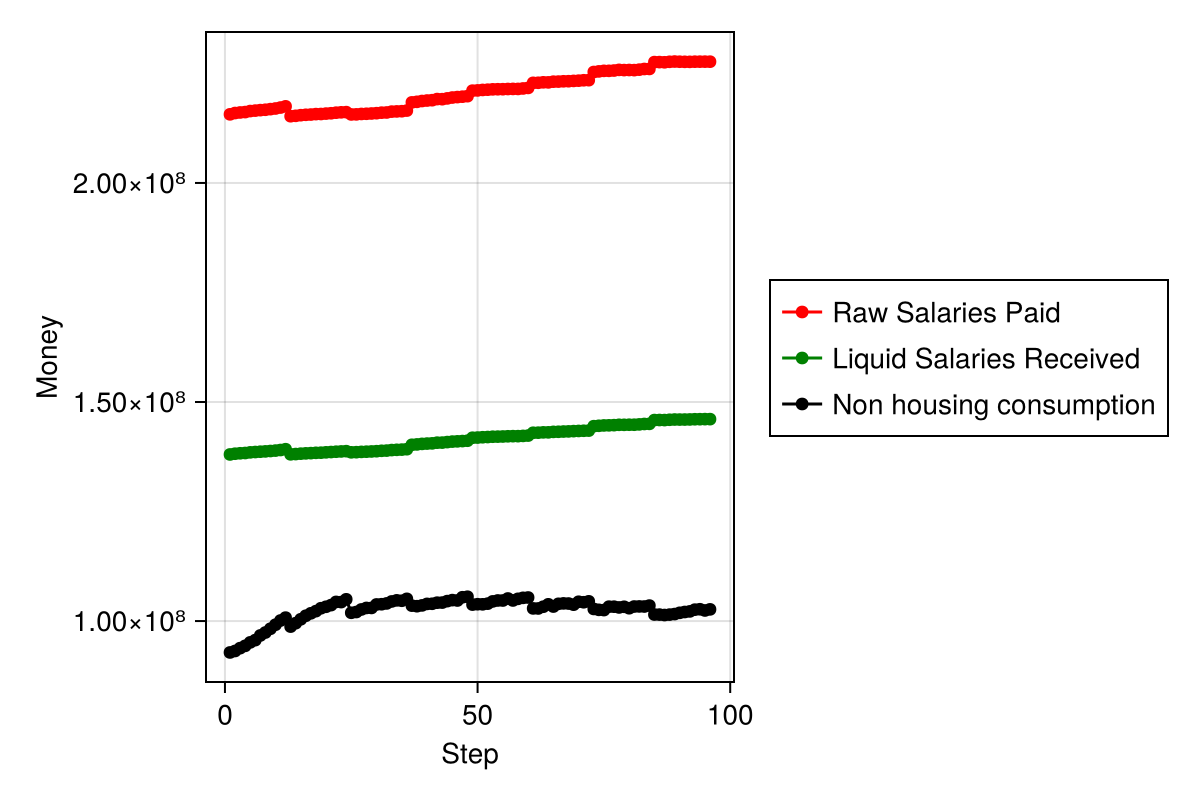 Money
2.00×10⁸
1.50×10⁸
1.00×10⁸
0
50
100
Step
Raw Salaries Paid
Liquid Salaries Received
Non housing consumption